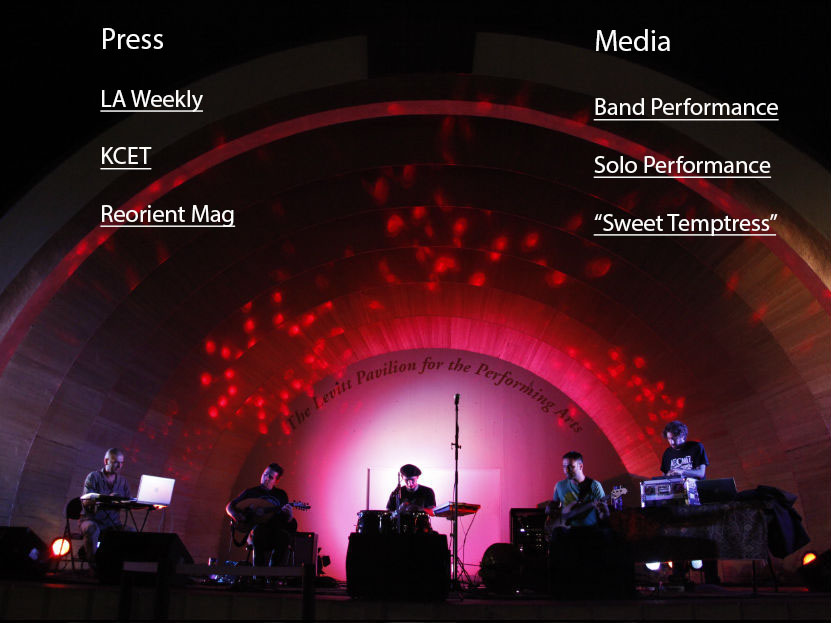 Press
Media
LA Weekly
Band Performance
KCET
Solo Performance
Reorient Mag
“Sweet Temptress”
The Levitt Pavilion for the Performing Arts